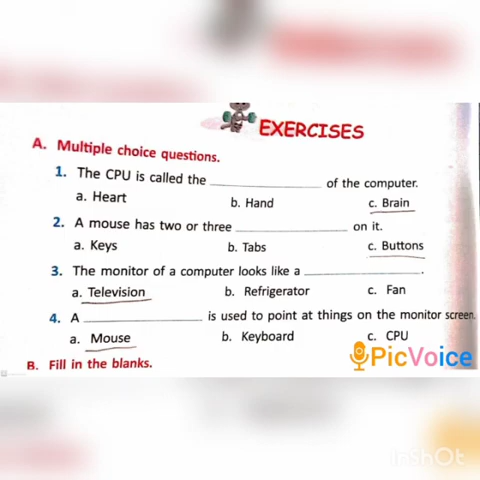 EXERCISES
A. Multiple choice questions.
1. The CPU is called the ____________ of the computer.
a. Heart b. Hand c. Brain
2. A mouse has two or three ____________ on it.
a. Keys b. Tabs c. Buttons
3. The monitor of a computer looks like a ____________.
a. Television b. Refrigerator c. Fan
4. A ____________ is used to point at things on the monitor screen.
a. Mouse b. Keyboard c. CPU
PicVoice
B. Fill in the blanks.
InShOt